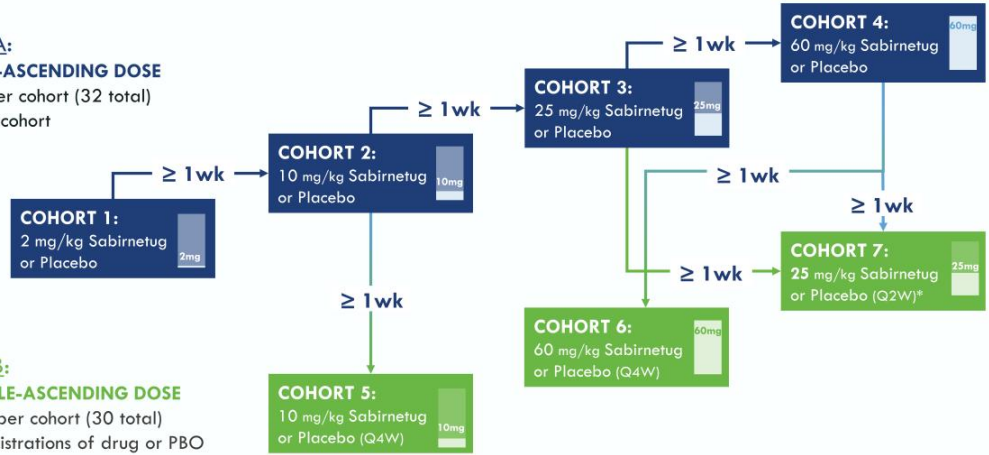 A:
-ASCENDING DOSE
er cohort (32 total)
cohort
COHORT 1:
2 mg/kg Sabirnetug
or Placebo
2mg
≥ 1wk
COHORT 2:
10 mg/kg Sabirnetug
or Placebo
10mg
≥ 1wk
COHORT 3:
25 mg/kg Sabirnetug
or Placebo
25mg
≥ 1wk
COHORT 4:
60 mg/kg Sabirnetug
or Placebo
60mg
≥ 1wk
≥ 1wk
≥ 1wk
≥ 1wk
COHORT 7:
25 mg/kg Sabirnetug
or Placebo (Q2W)*
25mg
COHORT 6:
60 mg/kg Sabirnetug
or Placebo (Q4W)
60mg
COHORT 5:
10 mg/kg Sabirnetug
or Placebo (Q4W)
10mg
:
LE-ASCENDING DOSE
er cohort (30 total)
istrations of drug or PBO